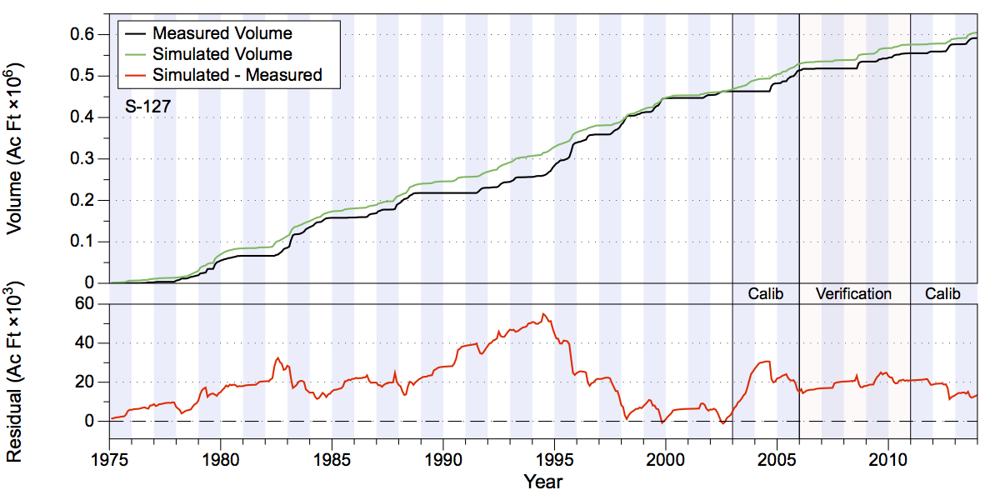 Volume (Ac Ft ×10⁶)
0.6
0.5
0.4
0.3
0.2
0.1
0
Measured Volume
Simulated Volume
Simulated - Measured
S-127
Calib
Verification
Calib
Residual (Ac Ft ×10³)
60
40
20
0
1975 1980 1985 1990 1995 2000 2005 2010
Year